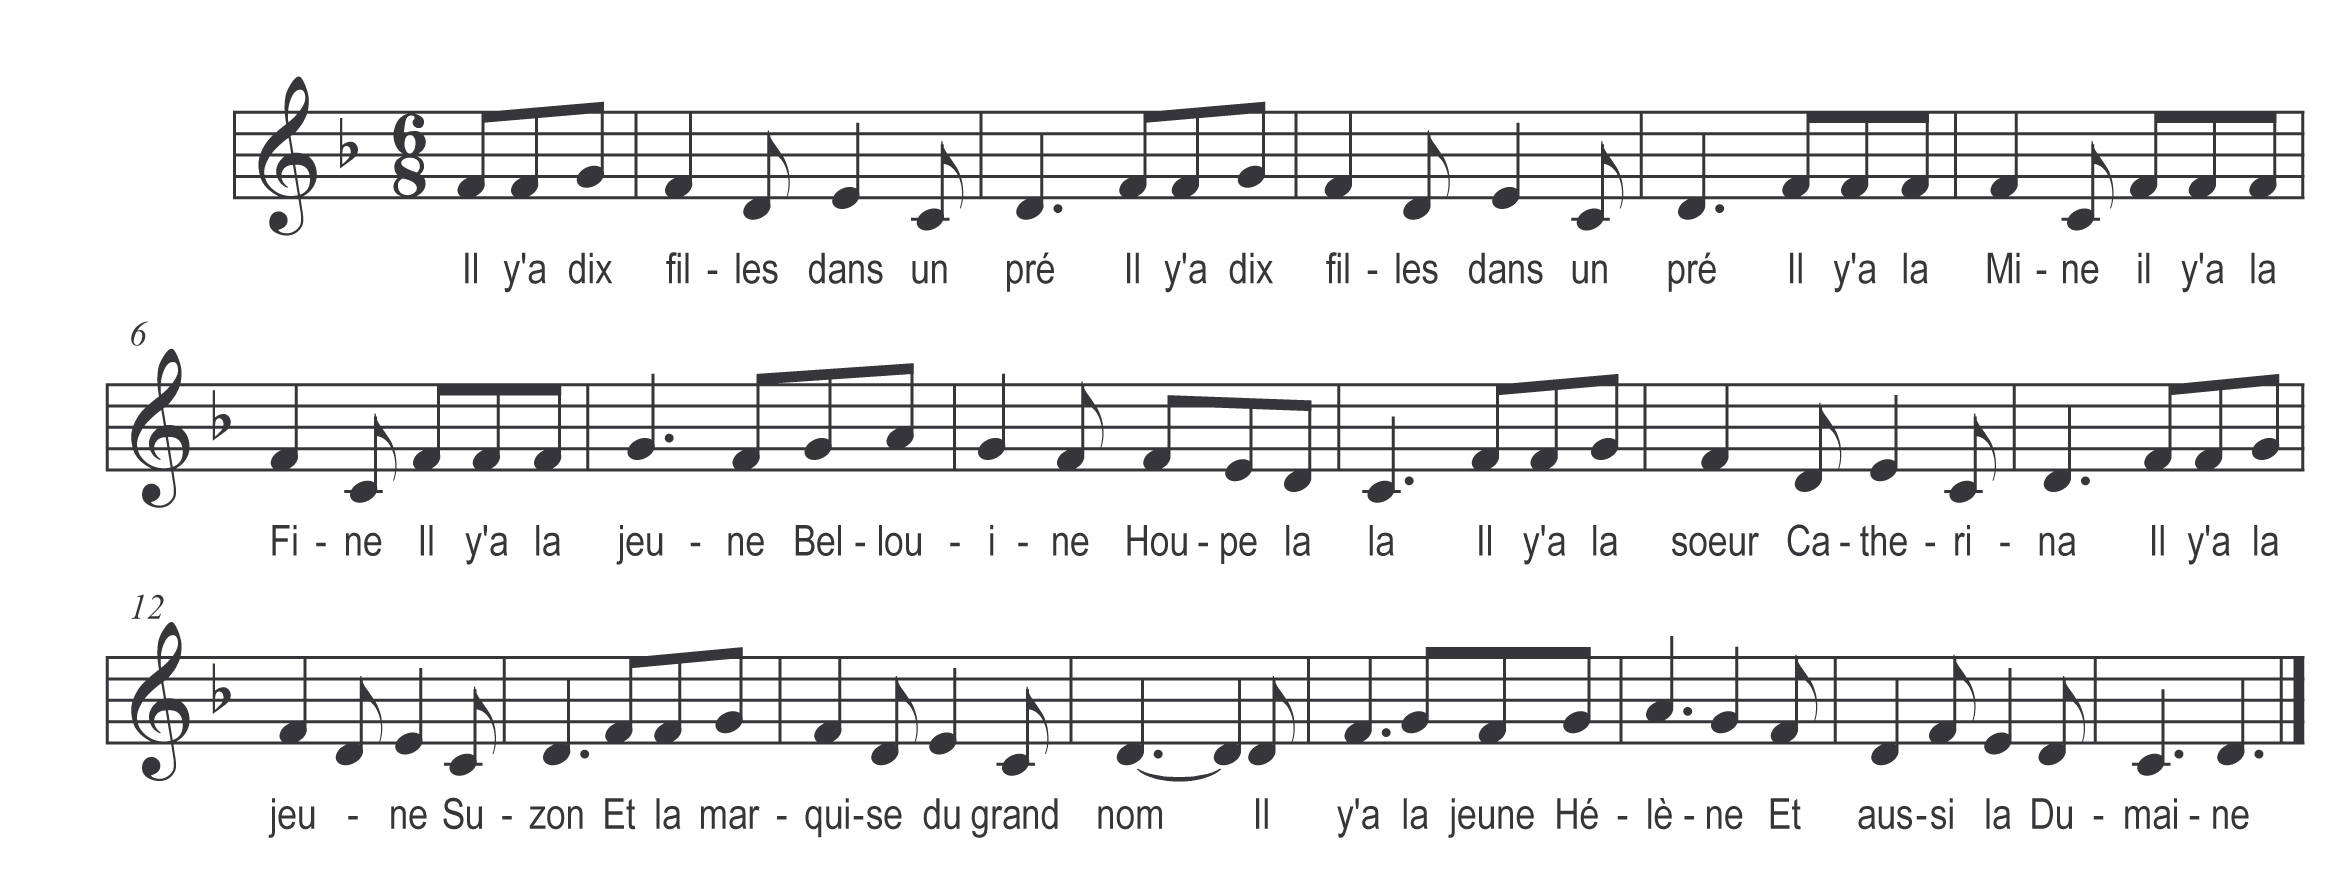 Il y'a dix fil - les dans un pré Il y'a dix fil - les dans un pré Il y'a la Mi - ne il y'a la
6
Fi - ne Il y'a la jeu - ne Bel - lou - i - ne Hou - pe la la Il y'a la soeur Ca - the - ri - na Il y'a la
12
jeu - ne Su - zon Et la mar - qui - se du grand nom Il y'a la jeune Hé - lè - ne Et aus - si la Du - mai - ne